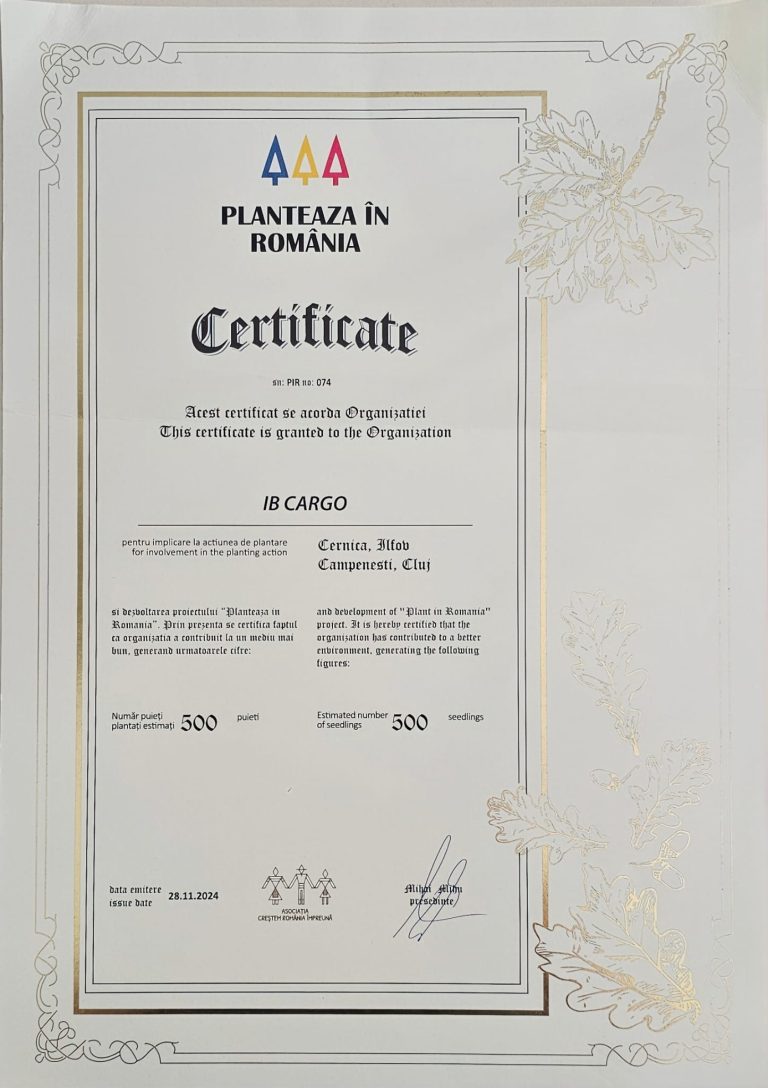 PLANTEAZA ÎN
ROMÂNIA
Certificate
sn: PIR no: 074
Acest certificat se acorda Organizatiei
This certificate is granted to the Organization
IB CARGO
pentru implicare la actiunea de plantare
for involvement in the planting action
Cernica, Ilfov
Campenesti, Cluj
si dezvoltarea proiectului "Planteaza in
Romania". Prin prezenta se certifica faptul
ca organizatia a contribuit la un mediu mai
bun, generand urmatoarele cifre:
and development of "Plant in Romania"
project. It is hereby certified that the
organization has contributed to a better
environment, generating the following
figures:
Număr puieți
plantați estimați 500 puieti
Estimated number
of seedlings 500 seedlings
data emitere
issue date 28.11.2024
ASOCIAȚIA
CREȘTEM ROMÂNIA ÎMPREUNĂ
Mihai Mihu
presedinte